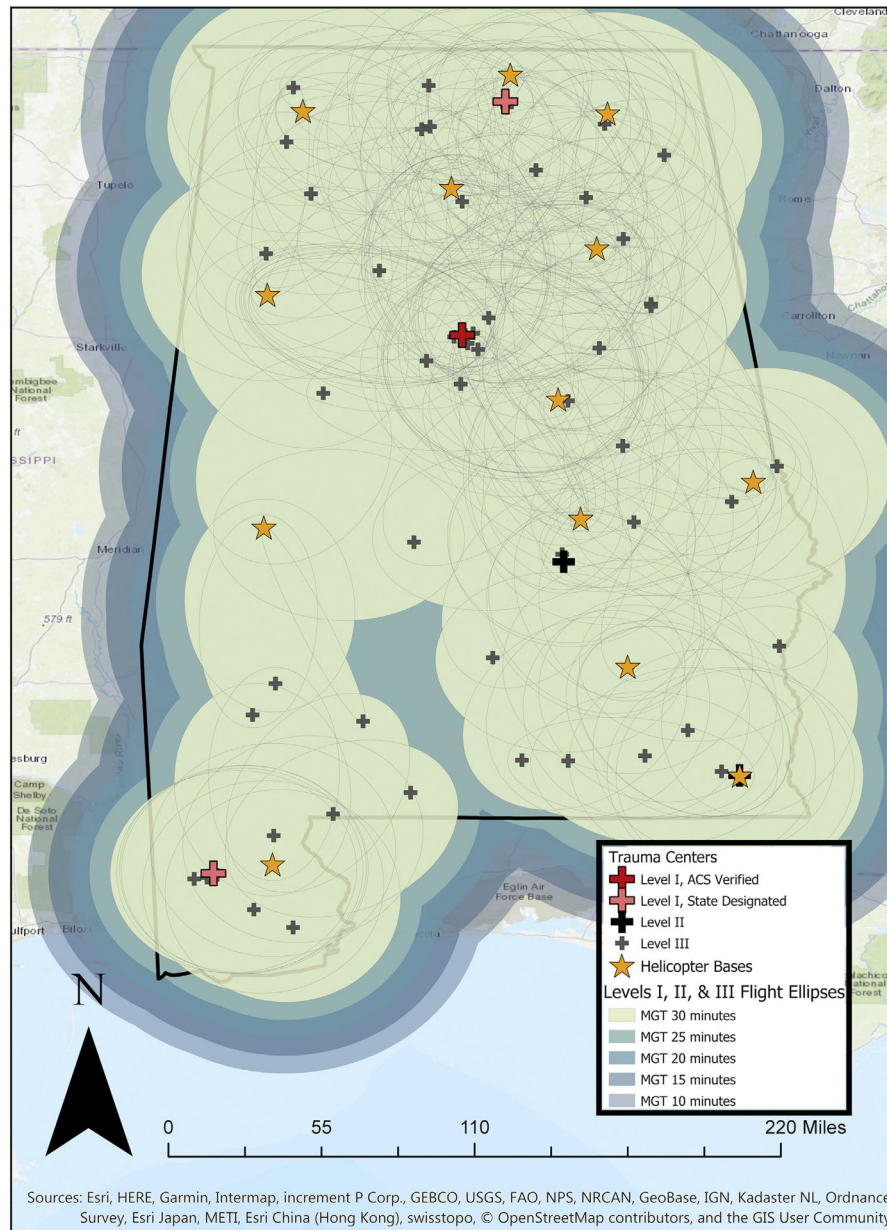 Cleveland
Chattanooga
Dalton
Tupelo
Rome
Carrollton
Starkville
Newnan
National
Forest
ft
SSIPPI
Meridian
579 ft
esburg
Camp
Shelby
De Soto
National
Forest
Eglin Air
Force Base
ulfport
Biloxi
acola
National
Forest
Trauma Centers
Level I, ACS Verified
Level I, State Designated
Level II
Level III
Helicopter Bases
Levels I, II, & III Flight Ellipses
MGT 30 minutes
MGT 25 minutes
MGT 20 minutes
MGT 15 minutes
MGT 10 minutes
N
0 55 110 220 Miles
Sources: Esri, HERE, Garmin, Intermap, increment P Corp., GEBCO, USGS, FAO, NPS, NRCAN, GeoBase, IGN, Kadaster NL, Ordnance
Survey, Esri Japan, METI, Esri China (Hong Kong), swisstopo, © OpenStreetMap contributors, and the GIS User Community